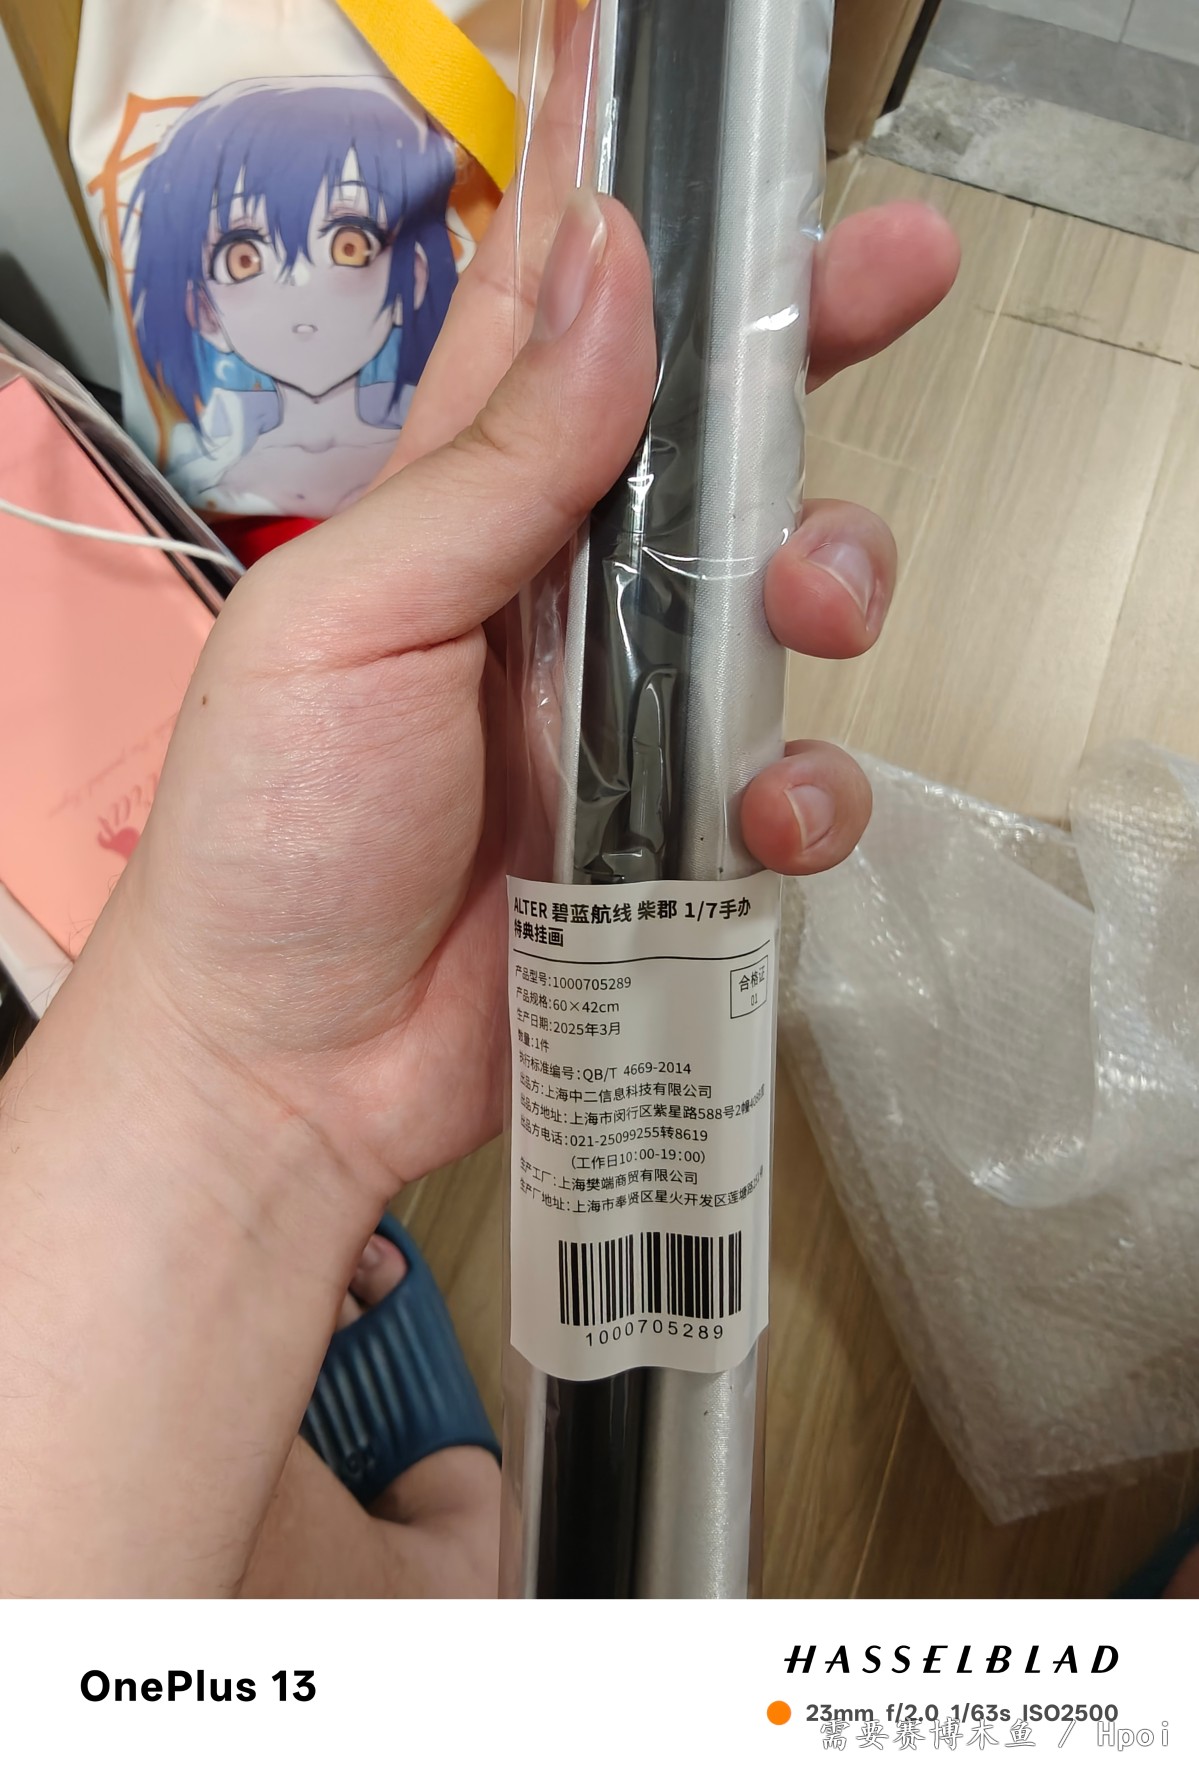 ALTER 碧蓝航线 柴郡 1/7手办
特典挂画
合格证
01
产品型号:1000705289
产品规格:60×42cm
生产日期:2025年3月
数量:1件
执行标准编号:QB/T 4669-2014
出品方:上海中二信息科技有限公司
出品方地址:上海市闵行区紫星路588号2幢
出品方电话:021-25099255转8619
(工作日10:00-19:00)
生产工厂:上海樊端商贸有限公司
生产厂地址:上海市奉贤区星火开发区莲塘路
1000705289
OnePlus 13
HASSELBLAD
23mm f/2.0 1/63s ISO2500
需要赛博木鱼 / Hpoi